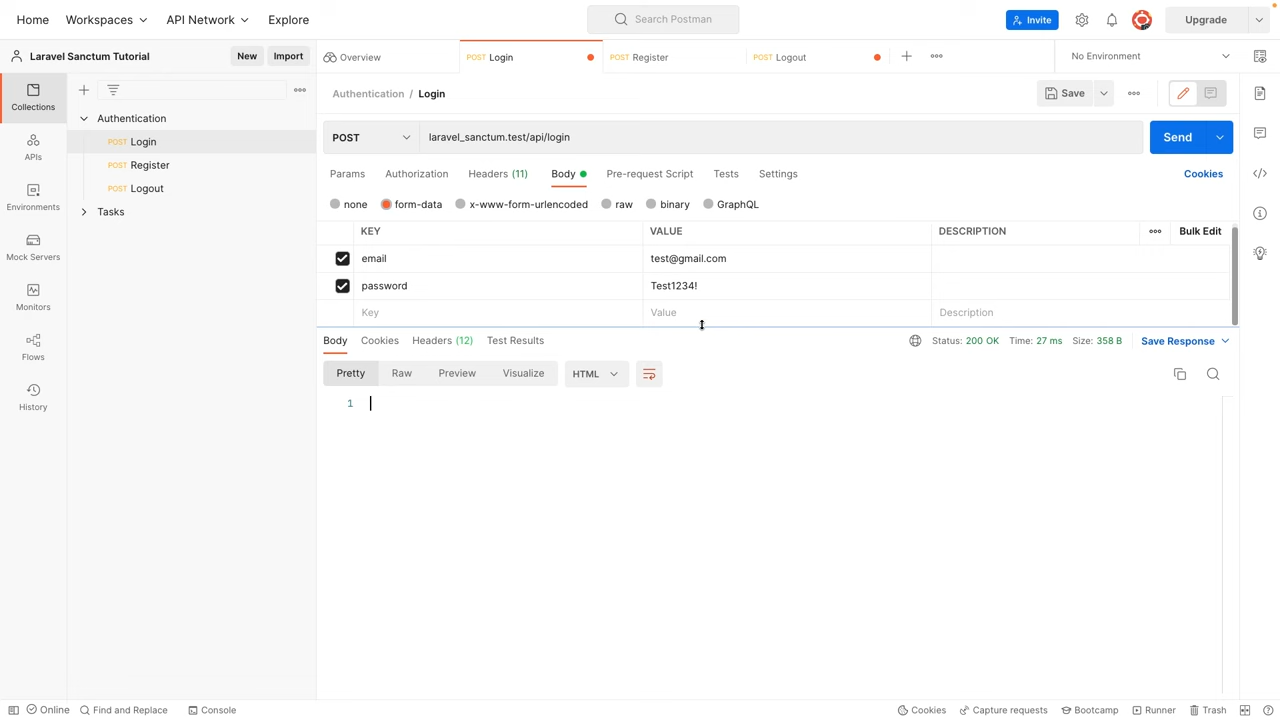 Home Workspaces API Network Explore Search Postman Invite Upgrade
Laravel Sanctum Tutorial New Import Overview POST Login POST Register POST Logout No Environment
Collections
APIs
Environments
Mock Servers
Monitors
Flows
History
Authentication
POST Login
POST Register
POST Logout
Tasks
Authentication / Login Save
POST laravel_sanctum.test/api/login Send
Params Authorization Headers (11) Body Pre-request Script Tests Settings Cookies
none form-data x-www-form-urlencoded raw binary GraphQL
KEY VALUE DESCRIPTION Bulk Edit
email test@gmail.com
password Test1234!
Key Value Description
Body Cookies Headers (12) Test Results Status: 200 OK Time: 27 ms Size: 358 B Save Response
Pretty Raw Preview Visualize HTML
1
Online Find and Replace Console Cookies Capture requests Bootcamp Runner Trash